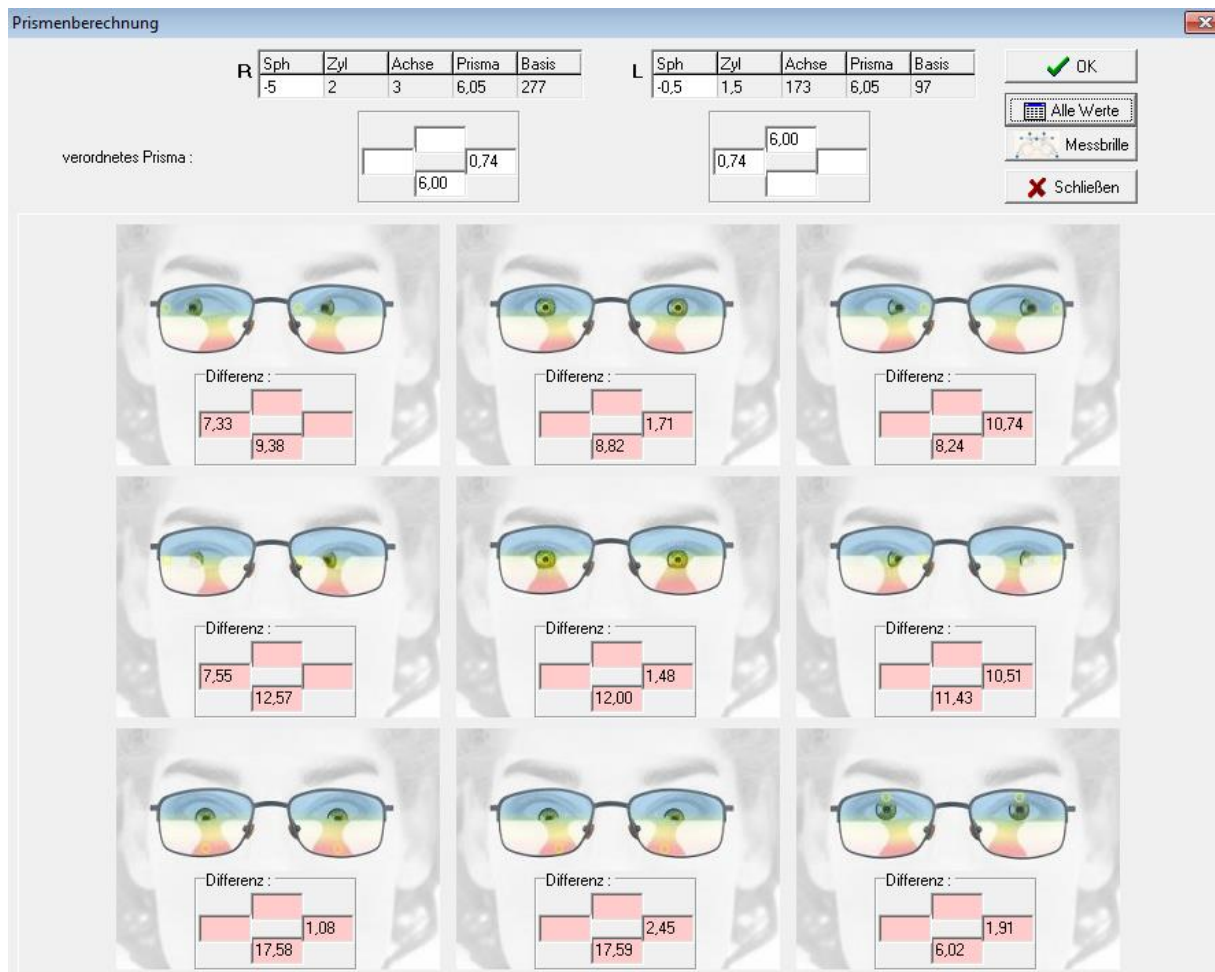 Prismenberechnung
R Sph Zyl Achse Prisma Basis
-5 2 3 6,05 277
L Sph Zyl Achse Prisma Basis
-0,5 1,5 173 6,05 97
OK
Alle Werte
Messbrille
Schließen
verordnetes Prisma :
0,74
6,00
6,00
0,74
Differenz :
7,33
9,38
Differenz :
1,71
8,82
Differenz :
10,74
8,24
Differenz :
7,55
12,57
Differenz :
1,48
12,00
Differenz :
10,51
11,43
Differenz :
1,08
17,58
Differenz :
2,45
17,59
Differenz :
1,91
6,02